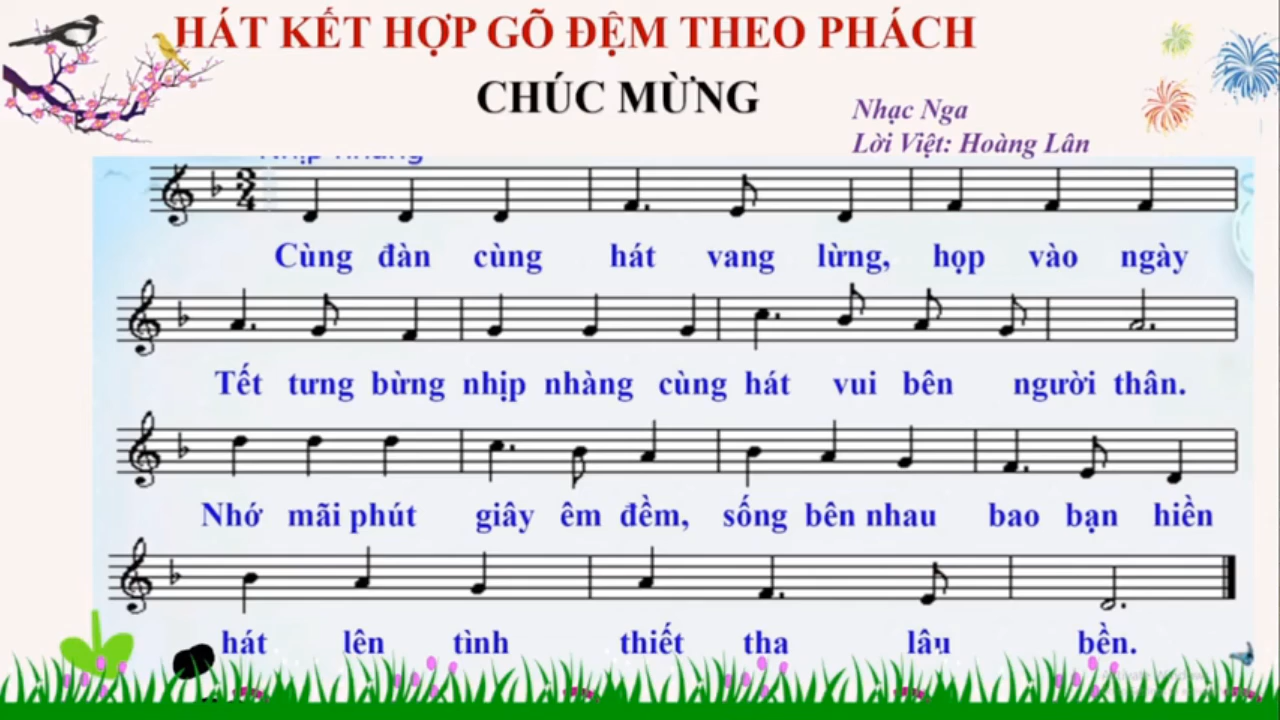 HÁT KẾT HỢP GÕ ĐỆM THEO PHÁCH
CHÚC MỪNG
Nhạc Nga
Lời Việt: Hoàng Lân
3
4
Cùng đàn cùng hát vang lừng, họp vào ngày
Tết tưng bừng nhịp nhàng cùng hát vui bên người thân.
Nhớ mãi phút giây êm đềm, sống bên nhau bao bạn hiền
hát lên tình thiết tha lâu bền.